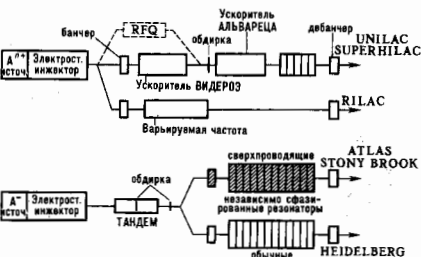 Ускоритель
АЛЬВАРЕЦА
RFQ
обдирка
дебанчер
банчер
UNILAC
SUPERHILAC
Aⁿ⁺
источ.
Электрост.
инжектор
Ускоритель ВИДЕРОЭ
RILAC
Варьируемая частота
сверхпроводящие
ATLAS
STONY BROOK
обдирка
A⁻
источ.
Электрост.
инжектор
независимо сфази-
рованные резонаторы
ТАНДЕМ
обычные
HEIDELBERG